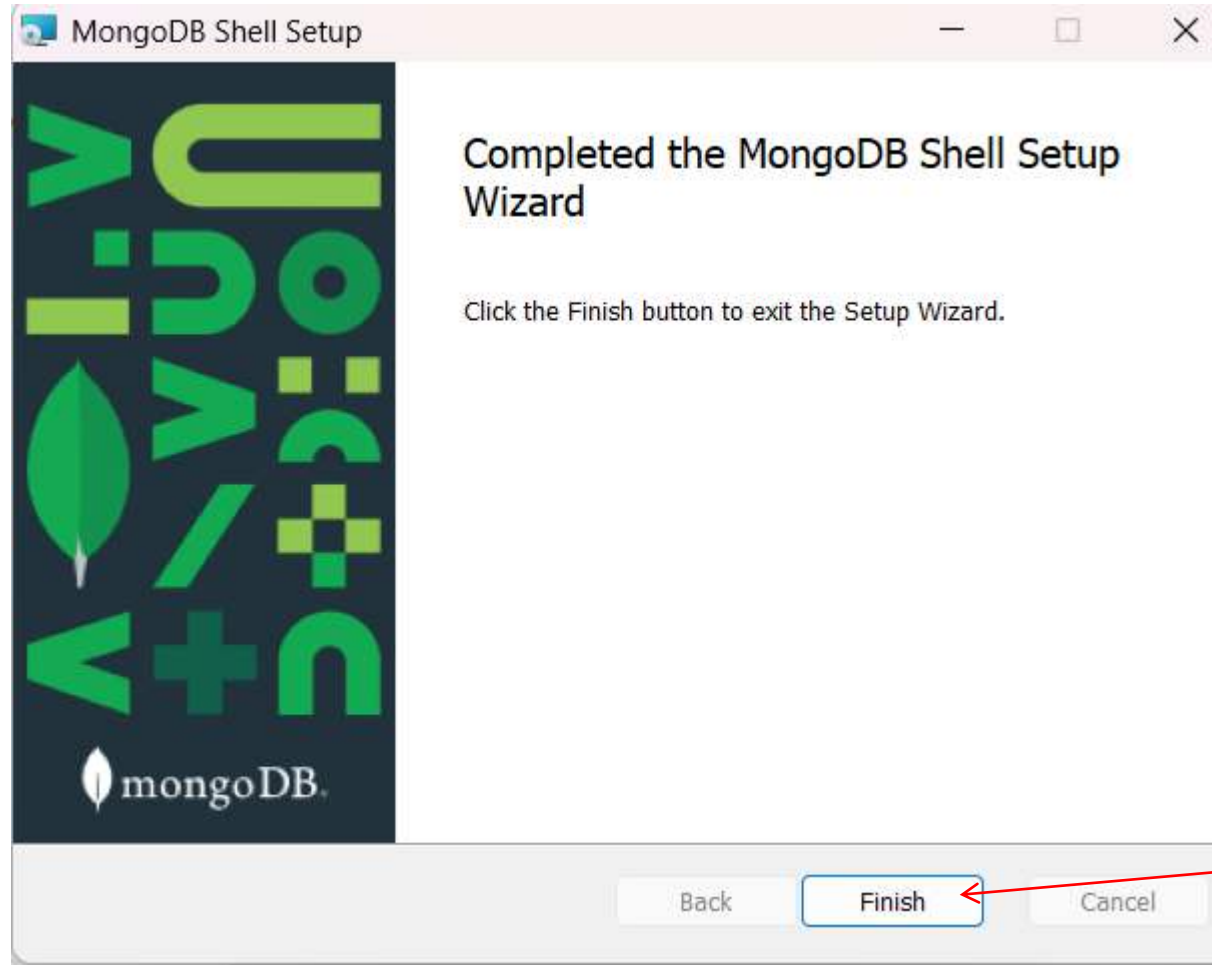 MongoDB Shell Setup
Completed the MongoDB Shell Setup
Wizard
Click the Finish button to exit the Setup Wizard.
mongoDB.
Back
Finish
Cancel